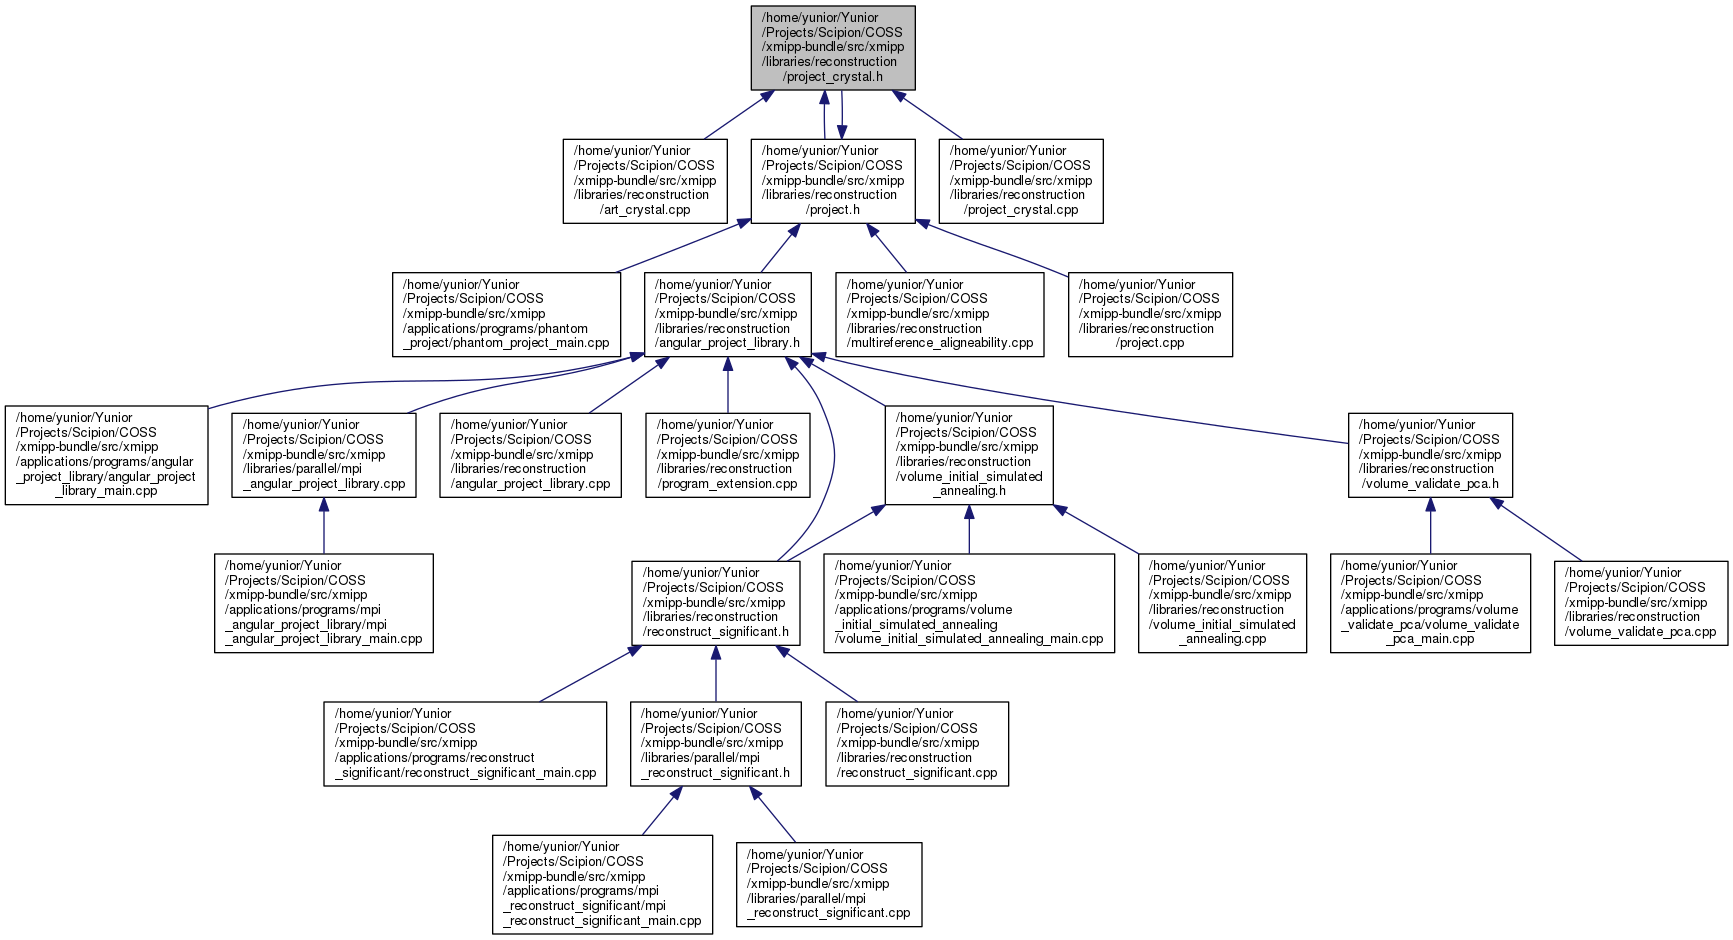 /home/yunior/Yunior
/Projects/Scipion/COSS
/xmipp-bundle/src/xmipp
/libraries/reconstruction
/project_crystal.h
/home/yunior/Yunior
/Projects/Scipion/COSS
/xmipp-bundle/src/xmipp
/libraries/reconstruction
/art_crystal.cpp
/home/yunior/Yunior
/Projects/Scipion/COSS
/xmipp-bundle/src/xmipp
/libraries/reconstruction
/project.h
/home/yunior/Yunior
/Projects/Scipion/COSS
/xmipp-bundle/src/xmipp
/libraries/reconstruction
/project_crystal.cpp
/home/yunior/Yunior
/Projects/Scipion/COSS
/xmipp-bundle/src/xmipp
/applications/programs/phantom
_project/phantom_project_main.cpp
/home/yunior/Yunior
/Projects/Scipion/COSS
/xmipp-bundle/src/xmipp
/libraries/reconstruction
/angular_project_library.h
/home/yunior/Yunior
/Projects/Scipion/COSS
/xmipp-bundle/src/xmipp
/libraries/reconstruction
/multireference_aligneability.cpp
/home/yunior/Yunior
/Projects/Scipion/COSS
/xmipp-bundle/src/xmipp
/libraries/reconstruction
/project.cpp
/home/yunior/Yunior
/Projects/Scipion/COSS
/xmipp-bundle/src/xmipp
/applications/programs/angular
_project_library/angular_project
_library_main.cpp
/home/yunior/Yunior
/Projects/Scipion/COSS
/xmipp-bundle/src/xmipp
/libraries/parallel/mpi
_angular_project_library.cpp
/home/yunior/Yunior
/Projects/Scipion/COSS
/xmipp-bundle/src/xmipp
/libraries/reconstruction
/angular_project_library.cpp
/home/yunior/Yunior
/Projects/Scipion/COSS
/xmipp-bundle/src/xmipp
/libraries/reconstruction
/program_extension.cpp
/home/yunior/Yunior
/Projects/Scipion/COSS
/xmipp-bundle/src/xmipp
/libraries/reconstruction
/volume_initial_simulated
_annealing.h
/home/yunior/Yunior
/Projects/Scipion/COSS
/xmipp-bundle/src/xmipp
/libraries/reconstruction
/volume_validate_pca.h
/home/yunior/Yunior
/Projects/Scipion/COSS
/xmipp-bundle/src/xmipp
/applications/programs/mpi
_angular_project_library/mpi
_angular_project_library_main.cpp
/home/yunior/Yunior
/Projects/Scipion/COSS
/xmipp-bundle/src/xmipp
/libraries/reconstruction
/reconstruct_significant.h
/home/yunior/Yunior
/Projects/Scipion/COSS
/xmipp-bundle/src/xmipp
/applications/programs/volume
_initial_simulated_annealing
/volume_initial_simulated_annealing_main.cpp
/home/yunior/Yunior
/Projects/Scipion/COSS
/xmipp-bundle/src/xmipp
/libraries/reconstruction
/volume_initial_simulated
_annealing.cpp
/home/yunior/Yunior
/Projects/Scipion/COSS
/xmipp-bundle/src/xmipp
/applications/programs/volume
_validate_pca/volume_validate
_pca_main.cpp
/home/yunior/Yunior
/Projects/Scipion/COSS
/xmipp-bundle/src/xmipp
/libraries/reconstruction
/volume_validate_pca.cpp
/home/yunior/Yunior
/Projects/Scipion/COSS
/xmipp-bundle/src/xmipp
/applications/programs/reconstruct
_significant/reconstruct_significant_main.cpp
/home/yunior/Yunior
/Projects/Scipion/COSS
/xmipp-bundle/src/xmipp
/libraries/parallel/mpi
_reconstruct_significant.h
/home/yunior/Yunior
/Projects/Scipion/COSS
/xmipp-bundle/src/xmipp
/libraries/reconstruction
/reconstruct_significant.cpp
/home/yunior/Yunior
/Projects/Scipion/COSS
/xmipp-bundle/src/xmipp
/applications/programs/mpi
_reconstruct_significant/mpi
_reconstruct_significant_main.cpp
/home/yunior/Yunior
/Projects/Scipion/COSS
/xmipp-bundle/src/xmipp
/libraries/parallel/mpi
_reconstruct_significant.cpp